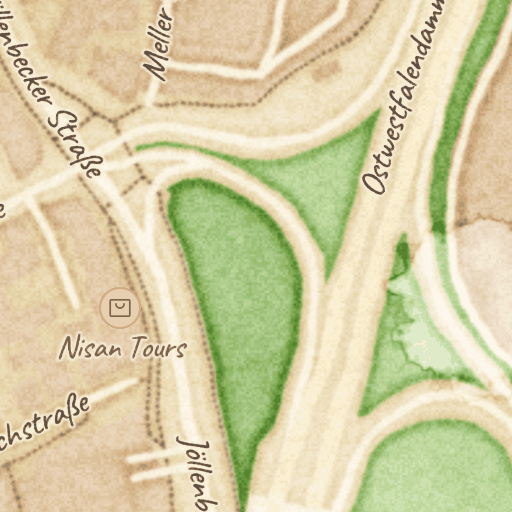 llenbecker Straße
Meller
Ostwestfalendamm
Nisan Tours
chstraße
Jöllenb